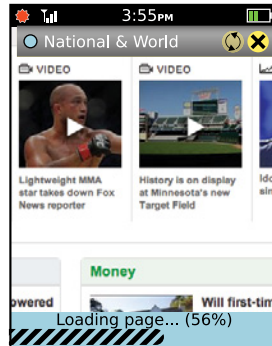 3:55PM
National & World
VIDEO
VIDEO
Lightweight MMA
star takes down Fox
News reporter
History is on display
at Minnesota's new
Target Field
Money
Will first-tim
powered
Loading page... (56%)